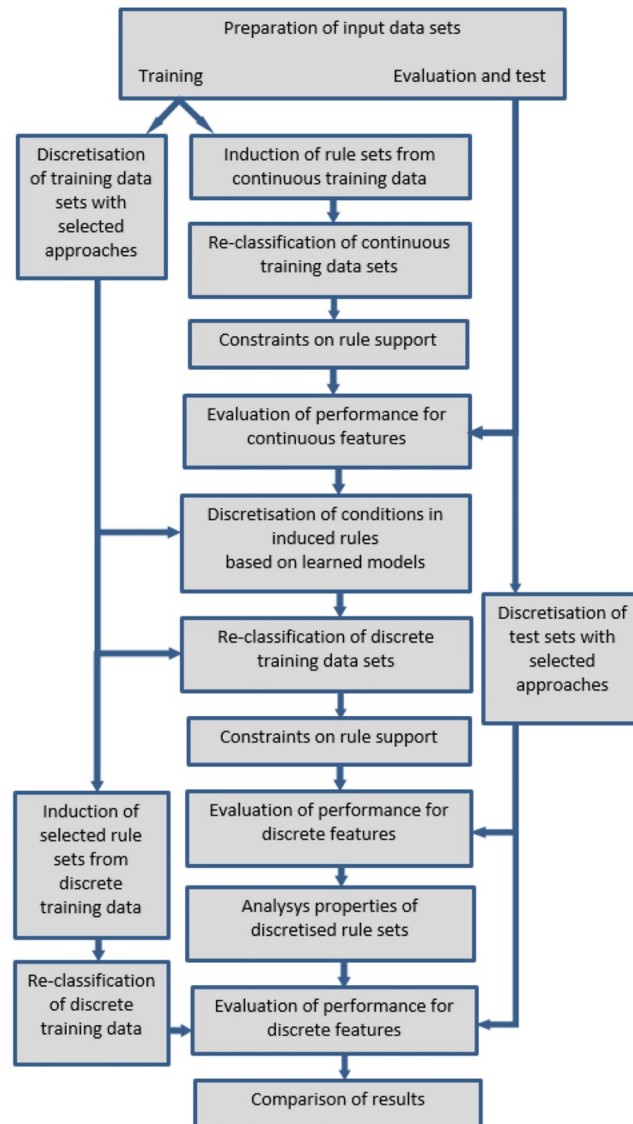 Preparation of input data sets
Training
Evaluation and test
Discretisation
of training data
sets with
selected
approaches
Induction of rule sets from
continuous training data
Re-classification of continuous
training data sets
Constraints on rule support
Evaluation of performance for
continuous features
Discretisation of conditions in
induced rules
based on learned models
Discretisation of
test sets with
selected
approaches
Re-classification of discrete
training data sets
Constraints on rule support
Induction of
selected rule
sets from
discrete
training data
Evaluation of performance for
discrete features
Analysys properties of
discretised rule sets
Re-classification
of discrete
training data
Evaluation of performance for
discrete features
Comparison of results